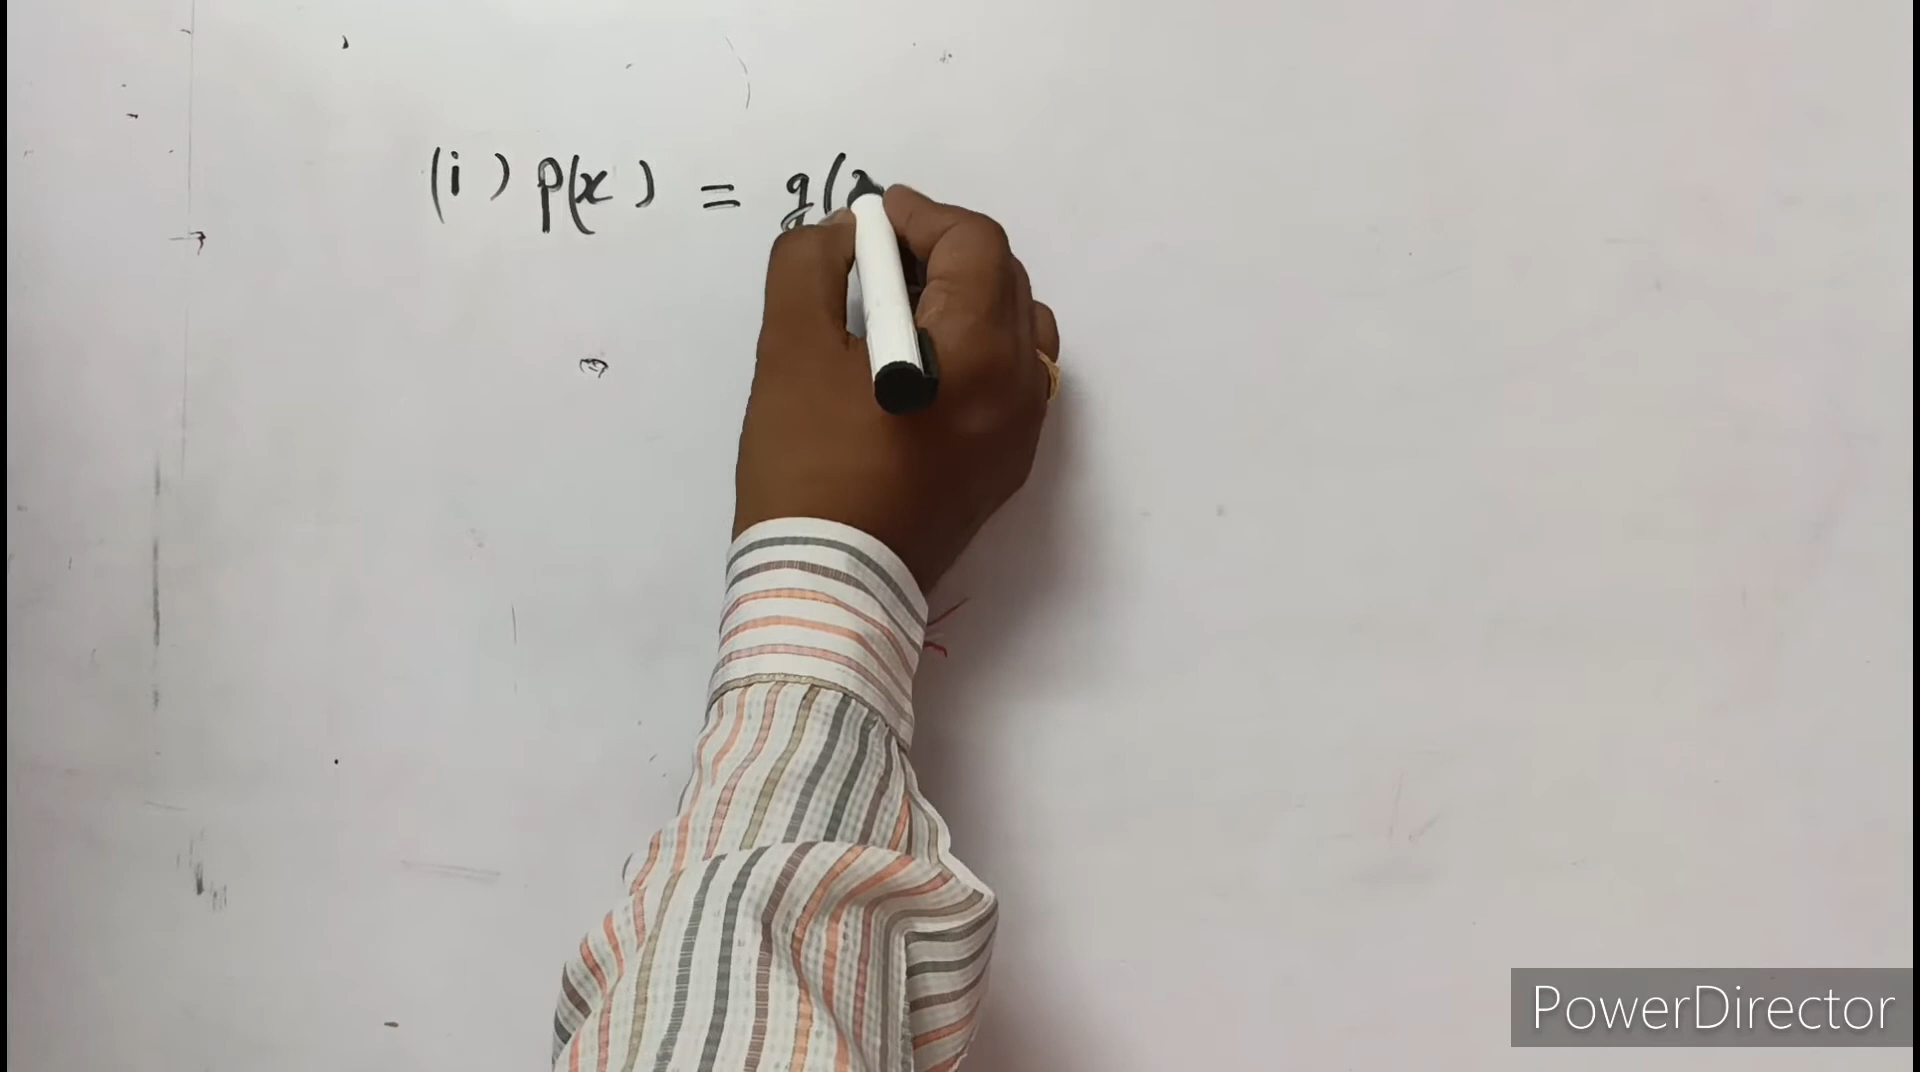 (i) p(x) = g(
PowerDirector